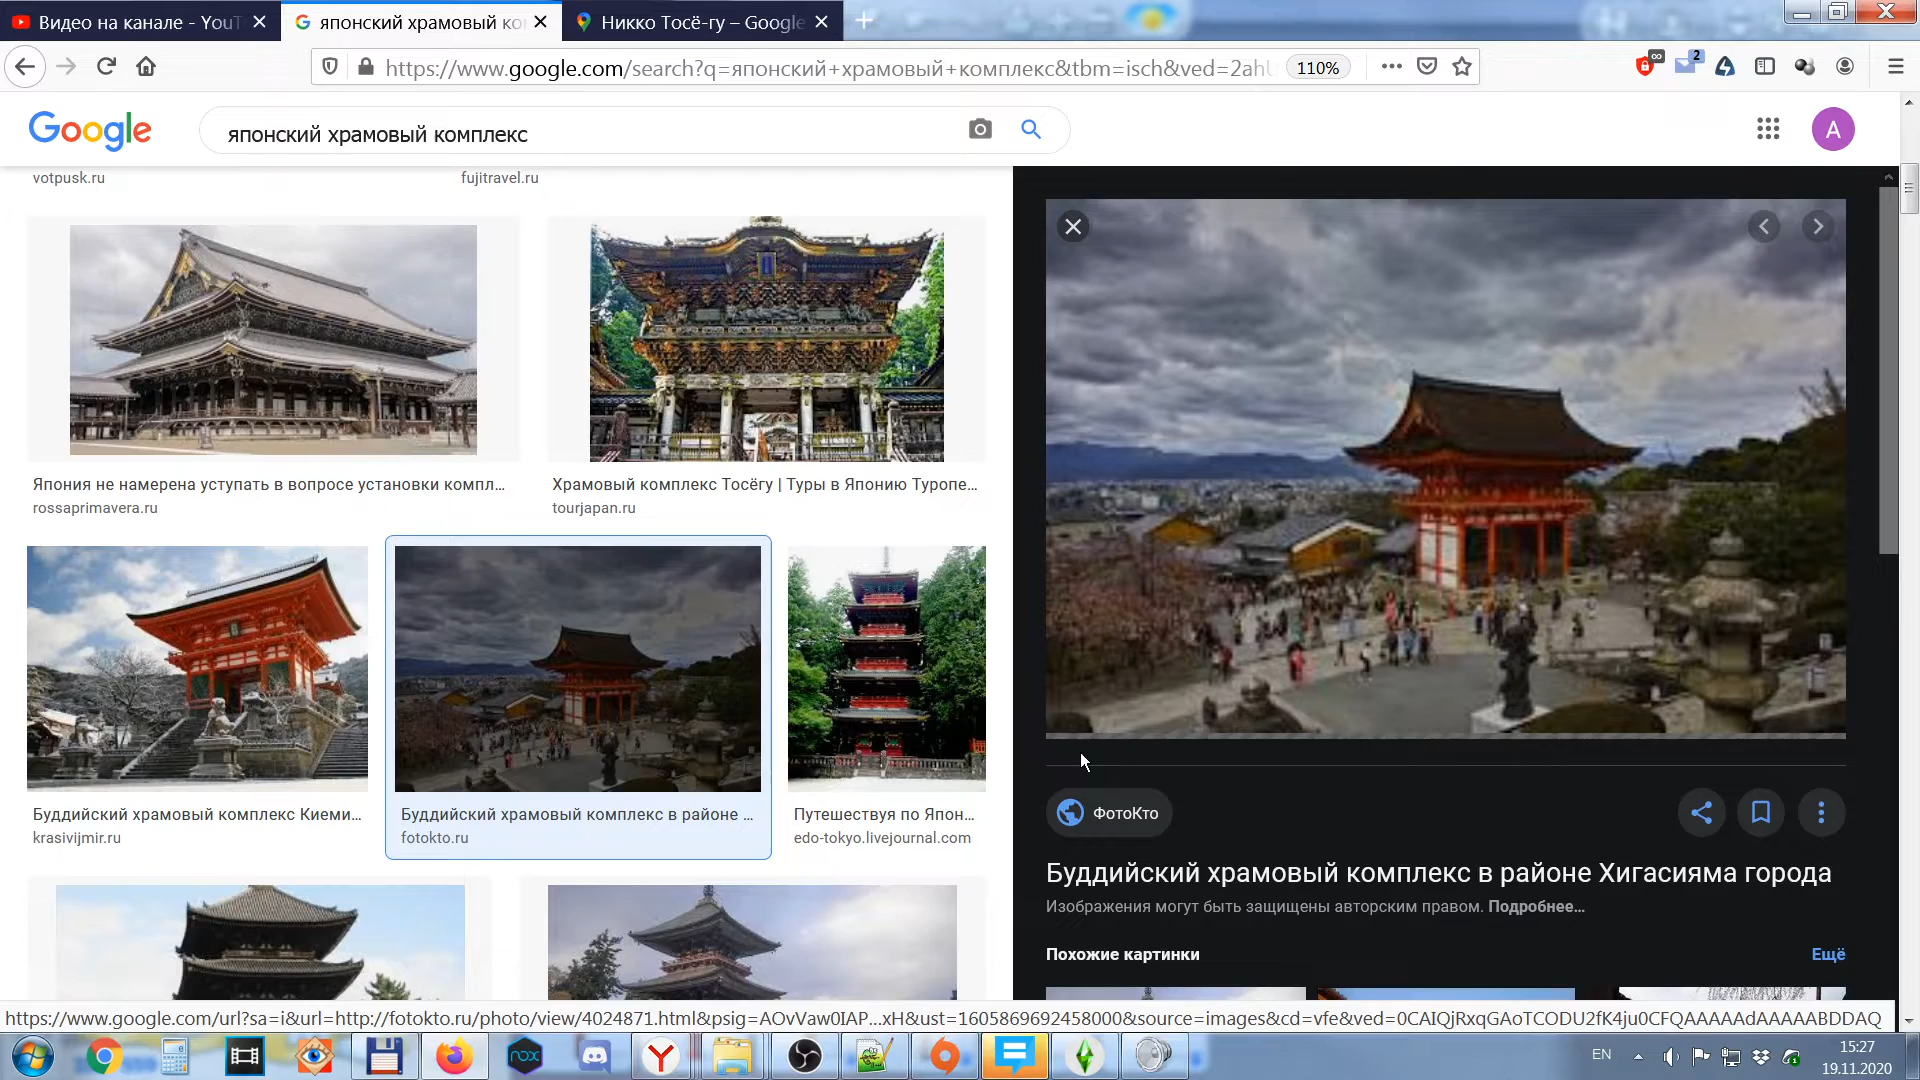 Видео на канале - YouT
японский храмовый ко
Никко Тосё-гу – Google
https://www.google.com/search?q=японский+храмовый+комплекс&tbm=isch&ved=2ahU
110%
2
Google
японский храмовый комплекс
A
votpusk.ru
fujitravel.ru
Япония не намерена уступать в вопросе установки компл...
rossaprimavera.ru
Храмовый комплекс Тосёгу | Туры в Японию Туропе...
tourjapan.ru
Буддийский храмовый комплекс Киеми...
krasivijmir.ru
Буддийский храмовый комплекс в районе ...
fotokto.ru
Путешествуя по Япон...
edo-tokyo.livejournal.com
ФотоКто
Буддийский храмовый комплекс в районе Хигасияма города
Изображения могут быть защищены авторским правом. Подробнее...
Похожие картинки
Ещё
https://www.google.com/url?sa=i&url=http://fotokto.ru/photo/view/4024871.html&psig=AOvVaw0IAP...xH&ust=1605869692458000&source=images&cd=vfe&ved=0CAIQjRxqGAoTCODU2fK4ju0CFQAAAAAdAAAAABBDDAQ
nox
EN
15:27
19.11.2020